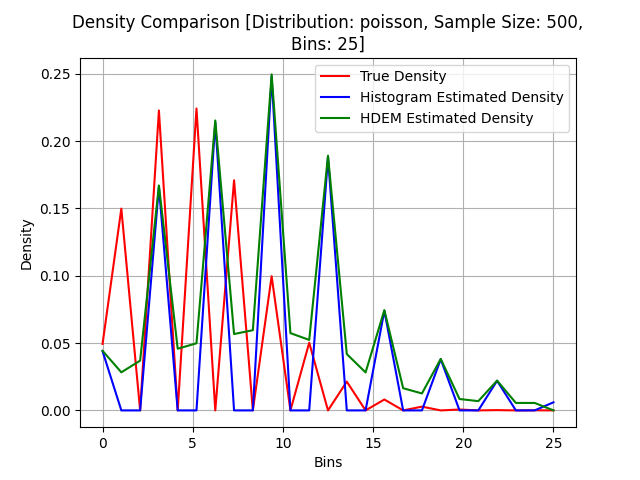 Density Comparison [Distribution: poisson, Sample Size: 500,
Bins: 25]
True Density
Histogram Estimated Density
HDEM Estimated Density
Density
0.25
0.20
0.15
0.10
0.05
0.00
0 5 10 15 20 25
Bins